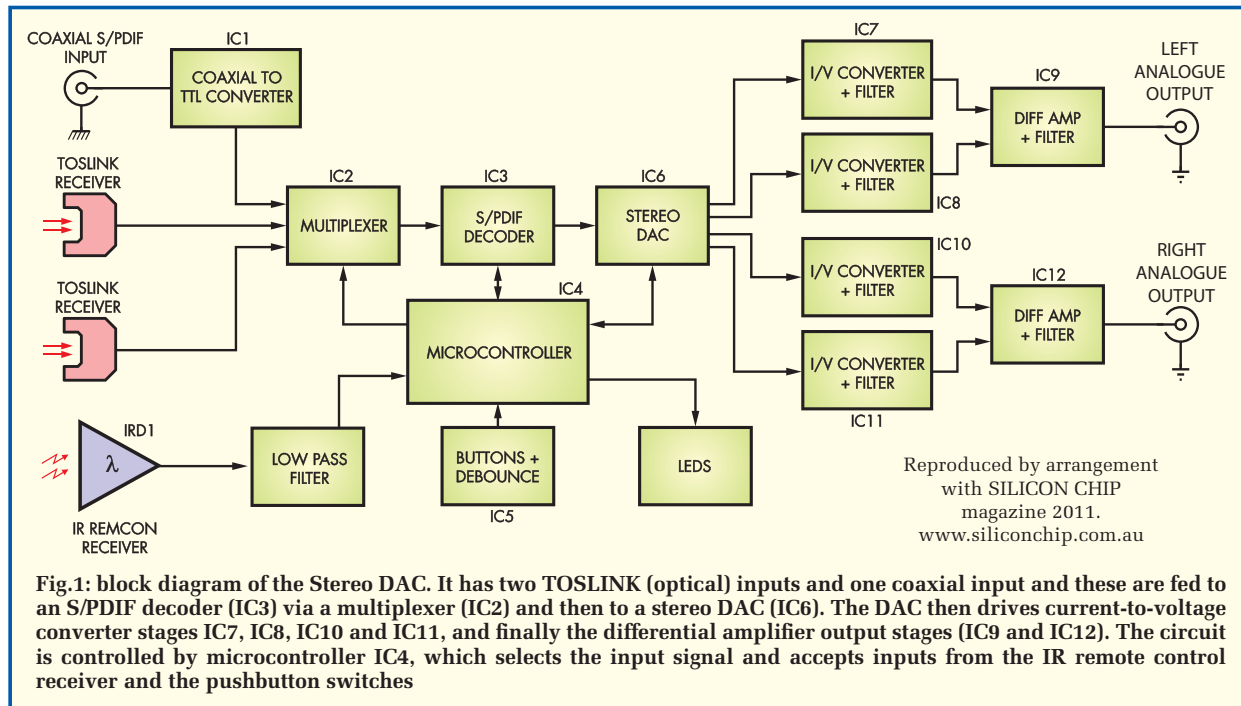 COAXIAL S/PDIF
INPUT
IC1
COAXIAL TO
TTL CONVERTER
TOSLINK
RECEIVER
TOSLINK
RECEIVER
IC2
MULTIPLEXER
IC3
S/PDIF
DECODER
IC6
STEREO
DAC
IC4
MICROCONTROLLER
IRD1
λ
IR REMCON
RECEIVER
LOW PASS
FILTER
BUTTONS +
DEBOUNCE
IC5
LEDS
IC7
I/V CONVERTER
+ FILTER
I/V CONVERTER
+ FILTER
IC8
IC9
DIFF AMP
+ FILTER
LEFT
ANALOGUE
OUTPUT
IC10
I/V CONVERTER
+ FILTER
I/V CONVERTER
+ FILTER
IC11
IC12
DIFF AMP
+ FILTER
RIGHT
ANALOGUE
OUTPUT
Reproduced by arrangement
with SILICON CHIP
magazine 2011.
www.siliconchip.com.au
Fig.1: block diagram of the Stereo DAC. It has two TOSLINK (optical) inputs and one coaxial input and these are fed to
an S/PDIF decoder (IC3) via a multiplexer (IC2) and then to a stereo DAC (IC6). The DAC then drives current-to-voltage
converter stages IC7, IC8, IC10 and IC11, and finally the differential amplifier output stages (IC9 and IC12). The circuit
is controlled by microcontroller IC4, which selects the input signal and accepts inputs from the IR remote control
receiver and the pushbutton switches